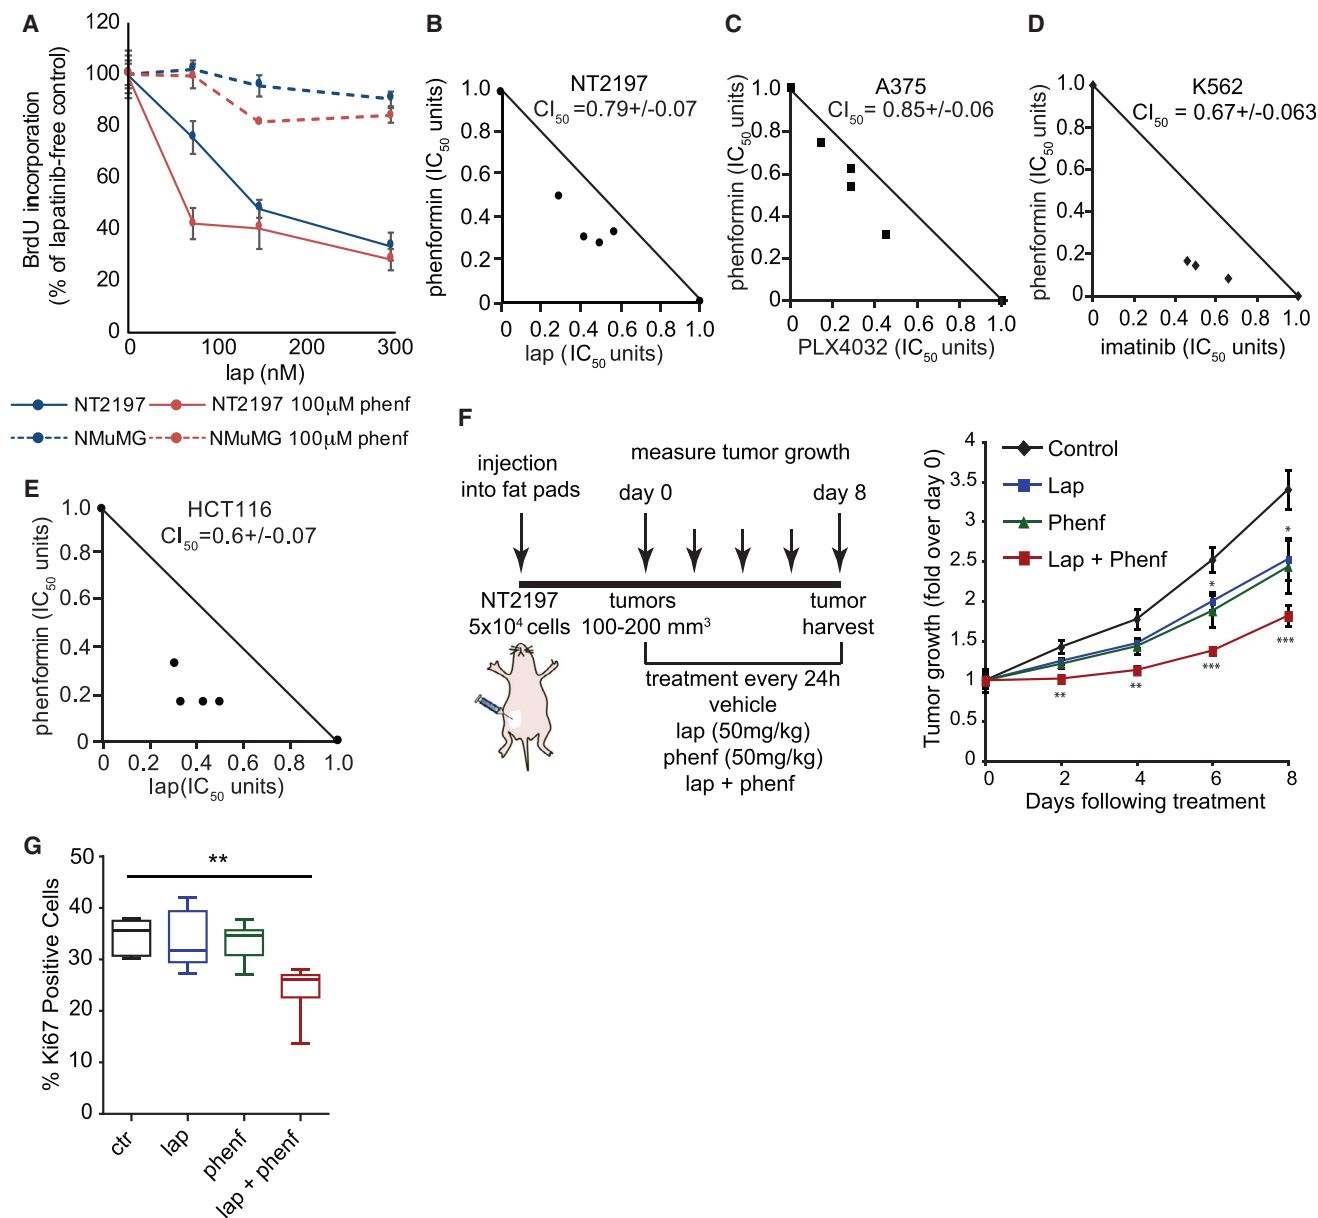 A
120
100
80
60
40
20
0
BrdU incorporation
(% of lapatinib-free control)
0 100 200 300
lap (nM)
NT2197
NT2197 100μM phenf
NMuMG
NMuMG 100μM phenf
B
NT2197
CI50=0.79+/-0.07
1.0
0.8
0.6
0.4
0.2
0
phenformin (IC50 units)
0 0.2 0.4 0.6 0.8 1.0
lap (IC50 units)
C
A375
CI50 = 0.85+/-0.06
1.0
0.8
0.6
0.4
0.2
0
phenformin (IC50 units)
0 0.2 0.4 0.6 0.8 1.0
PLX4032 (IC50 units)
D
K562
CI50 = 0.67+/-0.063
1.0
0.8
0.6
0.4
0.2
0
phenformin (IC50 units)
0 0.2 0.4 0.6 0.8 1.0
imatinib (IC50 units)
E
HCT116
CI50=0.6+/-0.07
1.0
0.8
0.6
0.4
0.2
0
phenformin (IC50 units)
0 0.2 0.4 0.6 0.8 1.0
lap(IC50 units)
F
injection
into fat pads
measure tumor growth
day 0
day 8
NT2197
5x10⁴ cells
tumors
100-200 mm³
tumor
harvest
treatment every 24h
vehicle
lap (50mg/kg)
phenf (50mg/kg)
lap + phenf
4
3.5
3
2.5
2
1.5
1
0.5
0
Tumor growth (fold over day 0)
Control
Lap
Phenf
Lap + Phenf
*
*
***
***
**
**
0 2 4 6 8
Days following treatment
G
**
50
40
30
20
10
0
% Ki67 Positive Cells
ctr
lap
phenf
lap + phenf